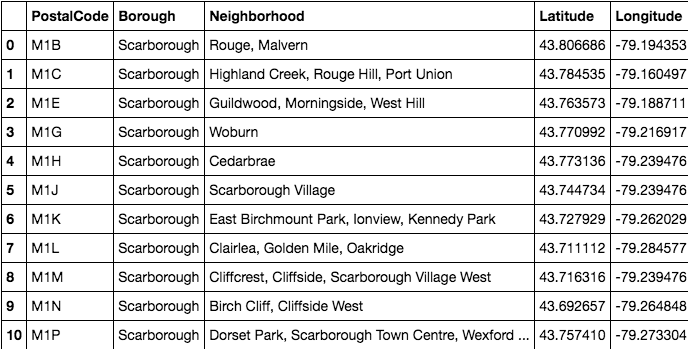 PostalCode Borough Neighborhood Latitude Longitude
0 M1B Scarborough Rouge, Malvern 43.806686 -79.194353
1 M1C Scarborough Highland Creek, Rouge Hill, Port Union 43.784535 -79.160497
2 M1E Scarborough Guildwood, Morningside, West Hill 43.763573 -79.188711
3 M1G Scarborough Woburn 43.770992 -79.216917
4 M1H Scarborough Cedarbrae 43.773136 -79.239476
5 M1J Scarborough Scarborough Village 43.744734 -79.239476
6 M1K Scarborough East Birchmount Park, Ionview, Kennedy Park 43.727929 -79.262029
7 M1L Scarborough Clairlea, Golden Mile, Oakridge 43.711112 -79.284577
8 M1M Scarborough Cliffcrest, Cliffside, Scarborough Village West 43.716316 -79.239476
9 M1N Scarborough Birch Cliff, Cliffside West 43.692657 -79.264848
10 M1P Scarborough Dorset Park, Scarborough Town Centre, Wexford ... 43.757410 -79.273304